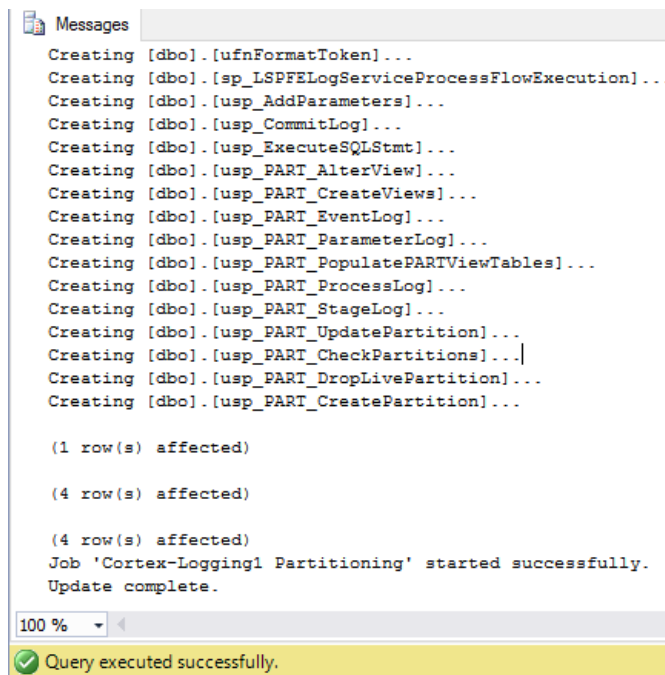 Messages
Creating [dbo].[ufnFormatToken]...
Creating [dbo].[sp_LSPFELogServiceProcessFlowExecution]...
Creating [dbo].[usp_AddParameters]...
Creating [dbo].[usp_CommitLog]...
Creating [dbo].[usp_ExecuteSQLStmt]...
Creating [dbo].[usp_PART_AlterView]...
Creating [dbo].[usp_PART_CreateViews]...
Creating [dbo].[usp_PART_EventLog]...
Creating [dbo].[usp_PART_ParameterLog]...
Creating [dbo].[usp_PART_PopulatePARTViewTables]...
Creating [dbo].[usp_PART_ProcessLog]...
Creating [dbo].[usp_PART_StageLog]...
Creating [dbo].[usp_PART_UpdatePartition]...
Creating [dbo].[usp_PART_CheckPartitions]...
Creating [dbo].[usp_PART_DropLivePartition]...
Creating [dbo].[usp_PART_CreatePartition]...
(1 row(s) affected)
(4 row(s) affected)
(4 row(s) affected)
Job 'Cortex-Logging1 Partitioning' started successfully.
Update complete.
100 %
Query executed successfully.